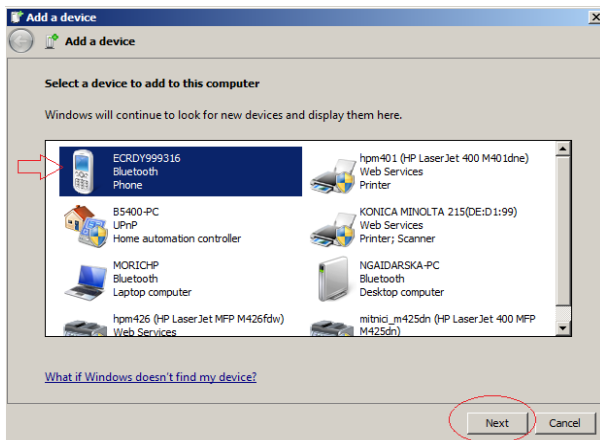 Add a device
Add a device
Select a device to add to this computer
Windows will continue to look for new devices and display them here.
ECRDY999316
Bluetooth
Phone
hpm401 (HP LaserJet 400 M401dne)
Web Services
Printer
B5400-PC
UPnP
Home automation controller
KONICA MINOLTA 215(DE:D1:99)
Web Services
Printer; Scanner
MORICHP
Bluetooth
Laptop computer
NGAIDARSKA-PC
Bluetooth
Desktop computer
hpm426 (HP LaserJet MFP M426fdw)
Web Services
mitnici_m425dn (HP LaserJet 400 MFP
M425dn)
What if Windows doesn't find my device?
Next
Cancel